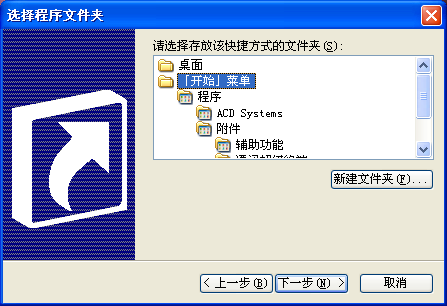 选择程序文件夹
请选择存放该快捷方式的文件夹(S):
桌面
「开始」菜单
程序
ACD Systems
附件
辅助功能
新建文件夹(F)...
< 上一步(B)
下一步(N) >
取消